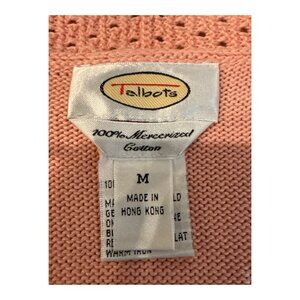 Talbots
100% Mercerized
Cotton
M
MADE IN
HONG KONG
WARM IRON